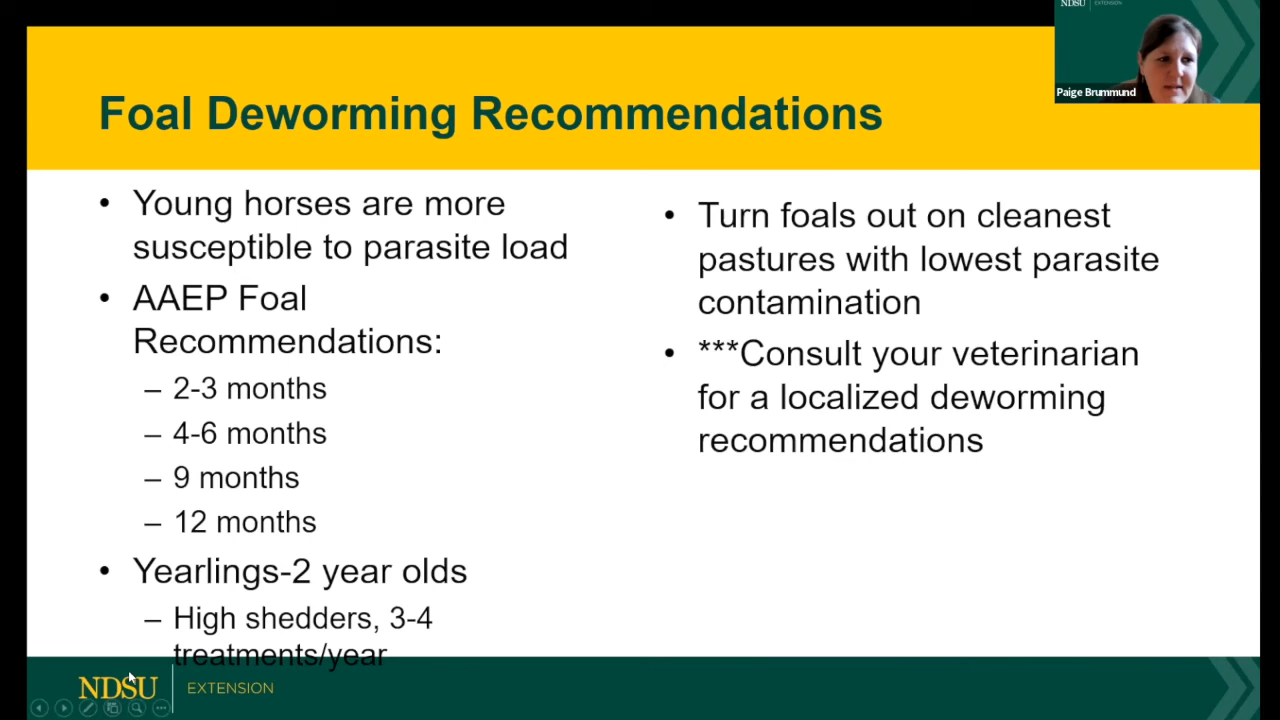 NDSU EXTENSION
Paige Brummund
Foal Deworming Recommendations
• Young horses are more
susceptible to parasite load
• AAEP Foal
Recommendations:
– 2-3 months
– 4-6 months
– 9 months
– 12 months
• Yearlings-2 year olds
– High shedders, 3-4
treatments/year
• Turn foals out on cleanest
pastures with lowest parasite
contamination
• ***Consult your veterinarian
for a localized deworming
recommendations
NDSU EXTENSION